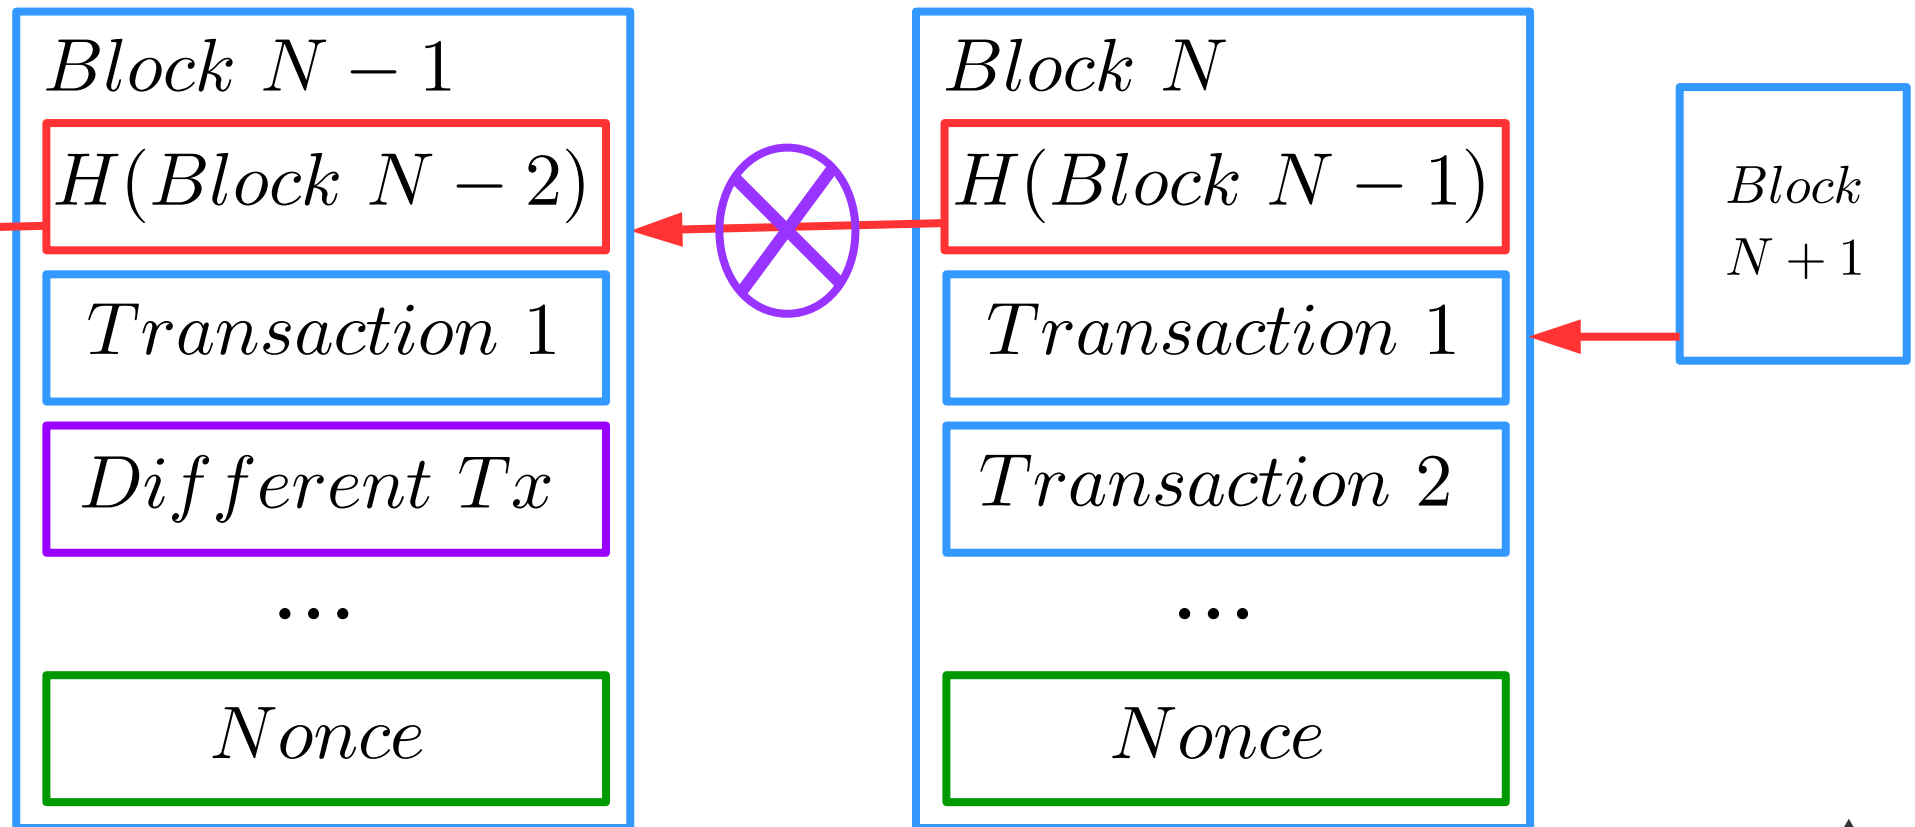 Block N − 1
H(Block N − 2)
Transaction 1
Different Tx
...
Nonce
Block N
H(Block N − 1)
Transaction 1
Transaction 2
...
Nonce
Block
N + 1